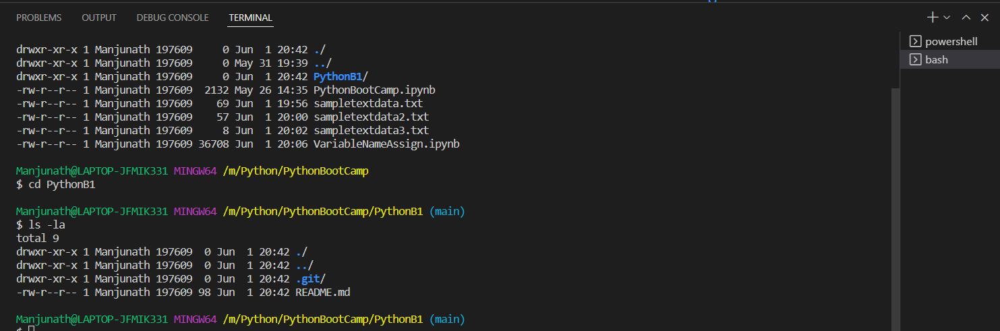 PROBLEMS OUTPUT DEBUG CONSOLE TERMINAL
powershell
bash
drwxr-xr-x 1 Manjunath 197609     0 Jun  1 20:42 ./
drwxr-xr-x 1 Manjunath 197609     0 May 31 19:39 ../
drwxr-xr-x 1 Manjunath 197609     0 Jun  1 20:42 PythonB1/
-rw-r--r-- 1 Manjunath 197609  2132 May 26 14:35 PythonBootCamp.ipynb
-rw-r--r-- 1 Manjunath 197609    69 Jun  1 19:56 sampletextdata.txt
-rw-r--r-- 1 Manjunath 197609    57 Jun  1 20:00 sampletextdata2.txt
-rw-r--r-- 1 Manjunath 197609     8 Jun  1 20:02 sampletextdata3.txt
-rw-r--r-- 1 Manjunath 197609 36708 Jun  1 20:06 VariableNameAssign.ipynb
Manjunath@LAPTOP-JFMIK331 MINGW64 /m/Python/PythonBootCamp
$ cd PythonB1
Manjunath@LAPTOP-JFMIK331 MINGW64 /m/Python/PythonBootCamp/PythonB1 (main)
$ ls -la
total 9
drwxr-xr-x 1 Manjunath 197609  0 Jun  1 20:42 ./
drwxr-xr-x 1 Manjunath 197609  0 Jun  1 20:42 ../
drwxr-xr-x 1 Manjunath 197609  0 Jun  1 20:42 .git/
-rw-r--r-- 1 Manjunath 197609 98 Jun  1 20:42 README.md
Manjunath@LAPTOP-JFMIK331 MINGW64 /m/Python/PythonBootCamp/PythonB1 (main)
$